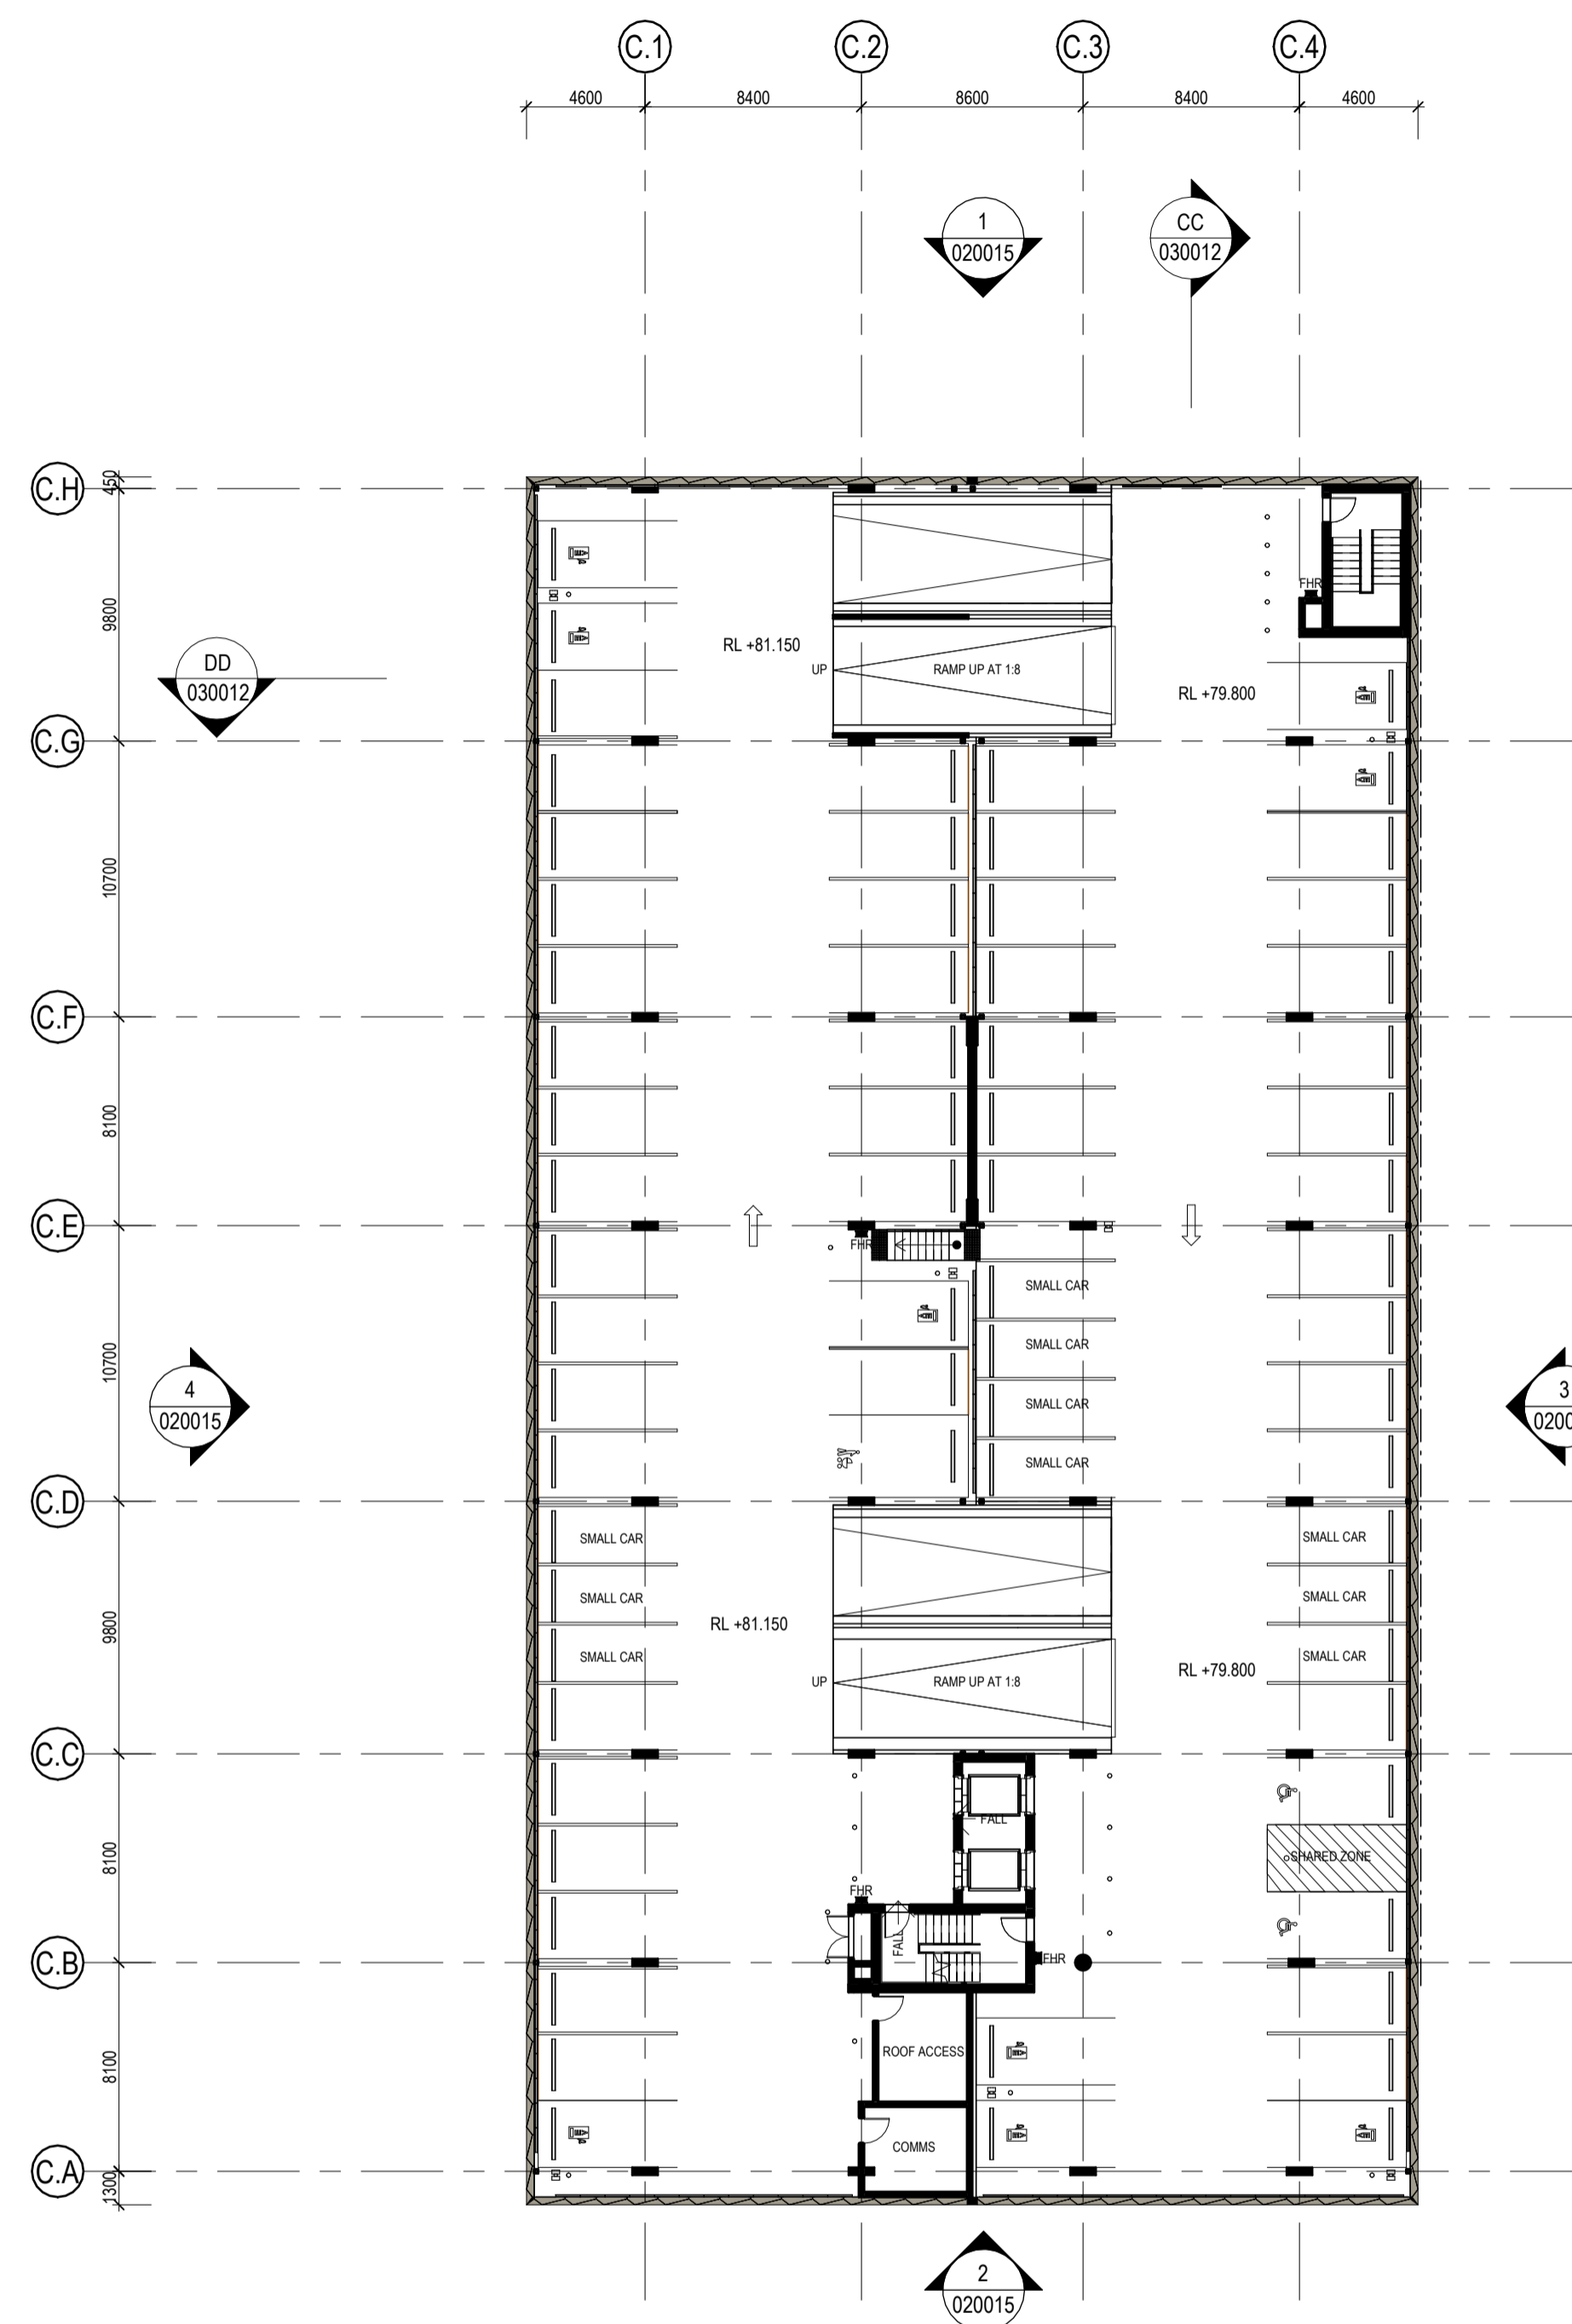 C.1
C.2
C.3
C.4
4600
8400
8600
8400
4600
1
020015
CC
030012
C.H
450
9800
FHR
RL +81.150
UP
RAMP UP AT 1:8
DD
030012
RL +79.800
C.G
10700
C.F
8100
C.E
FHR
SMALL CAR
SMALL CAR
10700
4
020015
3
SMALL CAR
SMALL CAR
C.D
SMALL CAR
SMALL CAR
SMALL CAR
SMALL CAR
9800
RL +81.150
SMALL CAR
SMALL CAR
UP
RAMP UP AT 1:8
RL +79.800
C.C
FALL
8100
SHARED ZONE
FHR
FALL
C.B
FHR
8100
ROOF ACCESS
COMMS
C.A
1300
2
020015